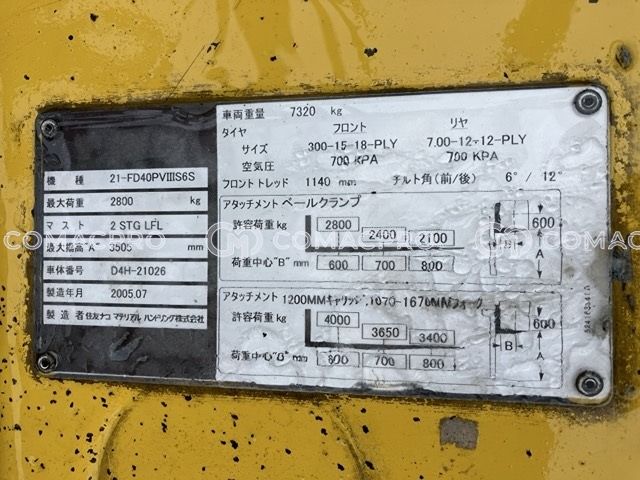 車両重量 7320 kg
タイヤ フロント リヤ
サイズ 300-15-18-PLY 7.00-12-12-PLY
空気圧 700 KPA 700 KPA
フロント トレッド 1140 mm チルト角(前/後) 6° / 12°
機種 21-FD40PVIIIS6S
最大荷重 2800 kg
マスト 2 STG LFL
最大揚高"A" 3505 mm
車体番号 D4H-21026
製造年月 2005.07
製造者 住友ナコ マテリアル ハンドリング株式会社
アタッチメント ベールクランプ
許容荷重 kg 2800 2400 2100
荷重中心"B" mm 600 700 800
600
A
アタッチメント 1200MMキャリッジ,1070-1670MMフォーク
許容荷重 kg 4000 3650 3400
荷重中心 mm 700 800
600
B
A
COMACPRO